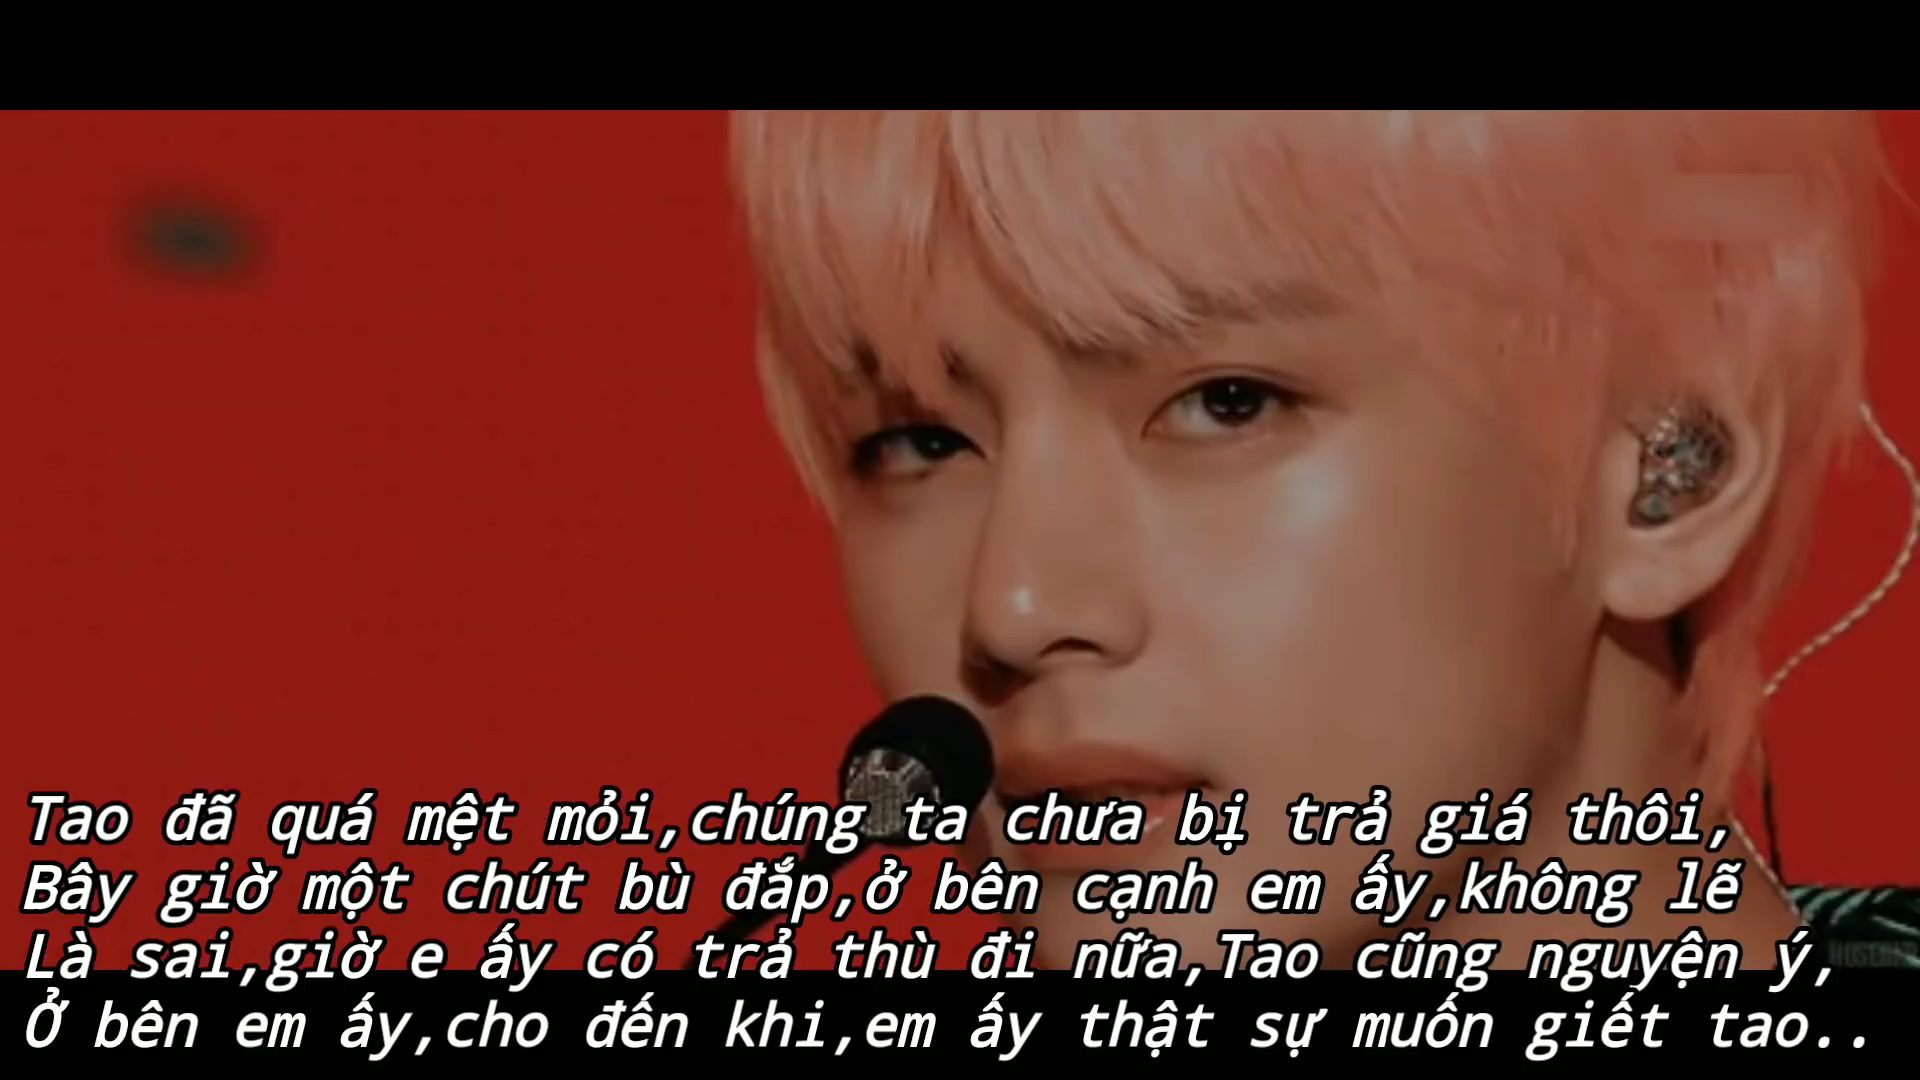 Tao đã quá mệt mỏi,chúng ta chưa bị trả giá thôi,
Bây giờ một chút bù đắp,ở bên cạnh em ấy,không lẽ
Là sai,giờ e ấy có trả thù đi nữa,Tao cũng nguyện ý,
Ở bên em ấy,cho đến khi,em ấy thật sự muốn giết tao..